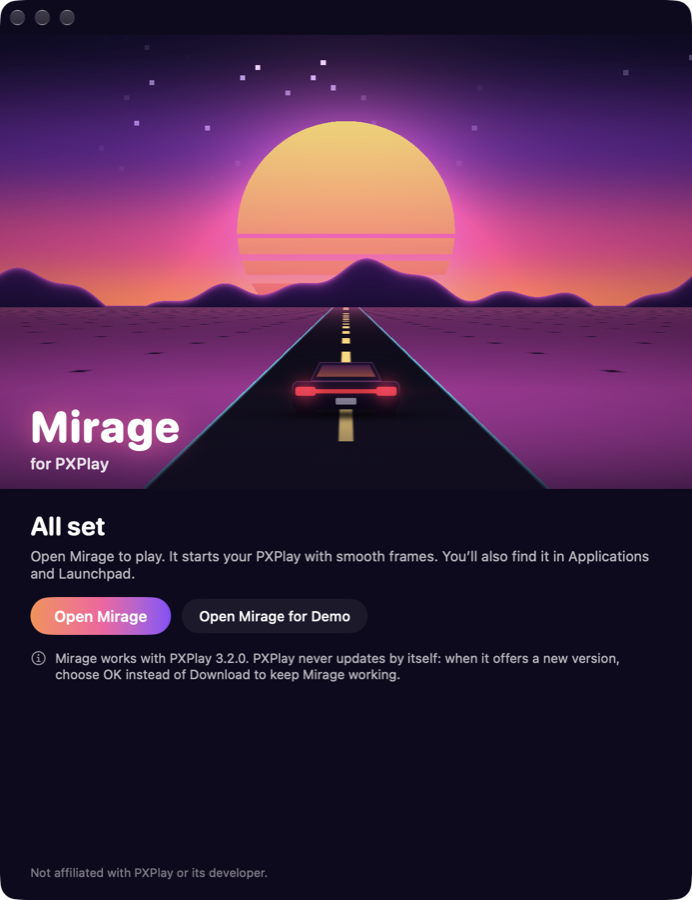 Mirage
for PXPlay
All set
Open Mirage to play. It starts your PXPlay with smooth frames. You’ll also find it in Applications
and Launchpad.
Open Mirage
Open Mirage for Demo
Mirage works with PXPlay 3.2.0. PXPlay never updates by itself: when it offers a new version,
choose OK instead of Download to keep Mirage working.
Not affiliated with PXPlay or its developer.